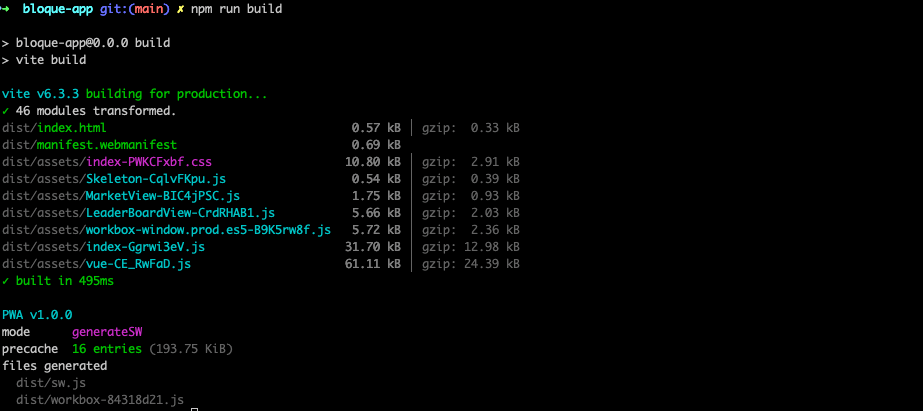 ➜ bloque-app git:(main) ✗ npm run build
> bloque-app@0.0.0 build
> vite build
vite v6.3.3 building for production...
✓ 46 modules transformed.
dist/index.html 0.57 kB │ gzip: 0.33 kB
dist/manifest.webmanifest 0.69 kB
dist/assets/index-PWKCFxbf.css 10.80 kB │ gzip: 2.91 kB
dist/assets/Skeleton-CqlvFKpu.js 0.54 kB │ gzip: 0.39 kB
dist/assets/MarketView-BIC4jPSC.js 1.75 kB │ gzip: 0.93 kB
dist/assets/LeaderBoardView-CrdRHAB1.js 5.66 kB │ gzip: 2.03 kB
dist/assets/workbox-window.prod.es5-B9K5rw8f.js 5.72 kB │ gzip: 2.36 kB
dist/assets/index-Ggrwi3eV.js 31.70 kB │ gzip: 12.98 kB
dist/assets/vue-CE_RwFaD.js 61.11 kB │ gzip: 24.39 kB
✓ built in 495ms
PWA v1.0.0
mode generateSW
precache 16 entries (193.75 KiB)
files generated
dist/sw.js
dist/workbox-84318d21.js